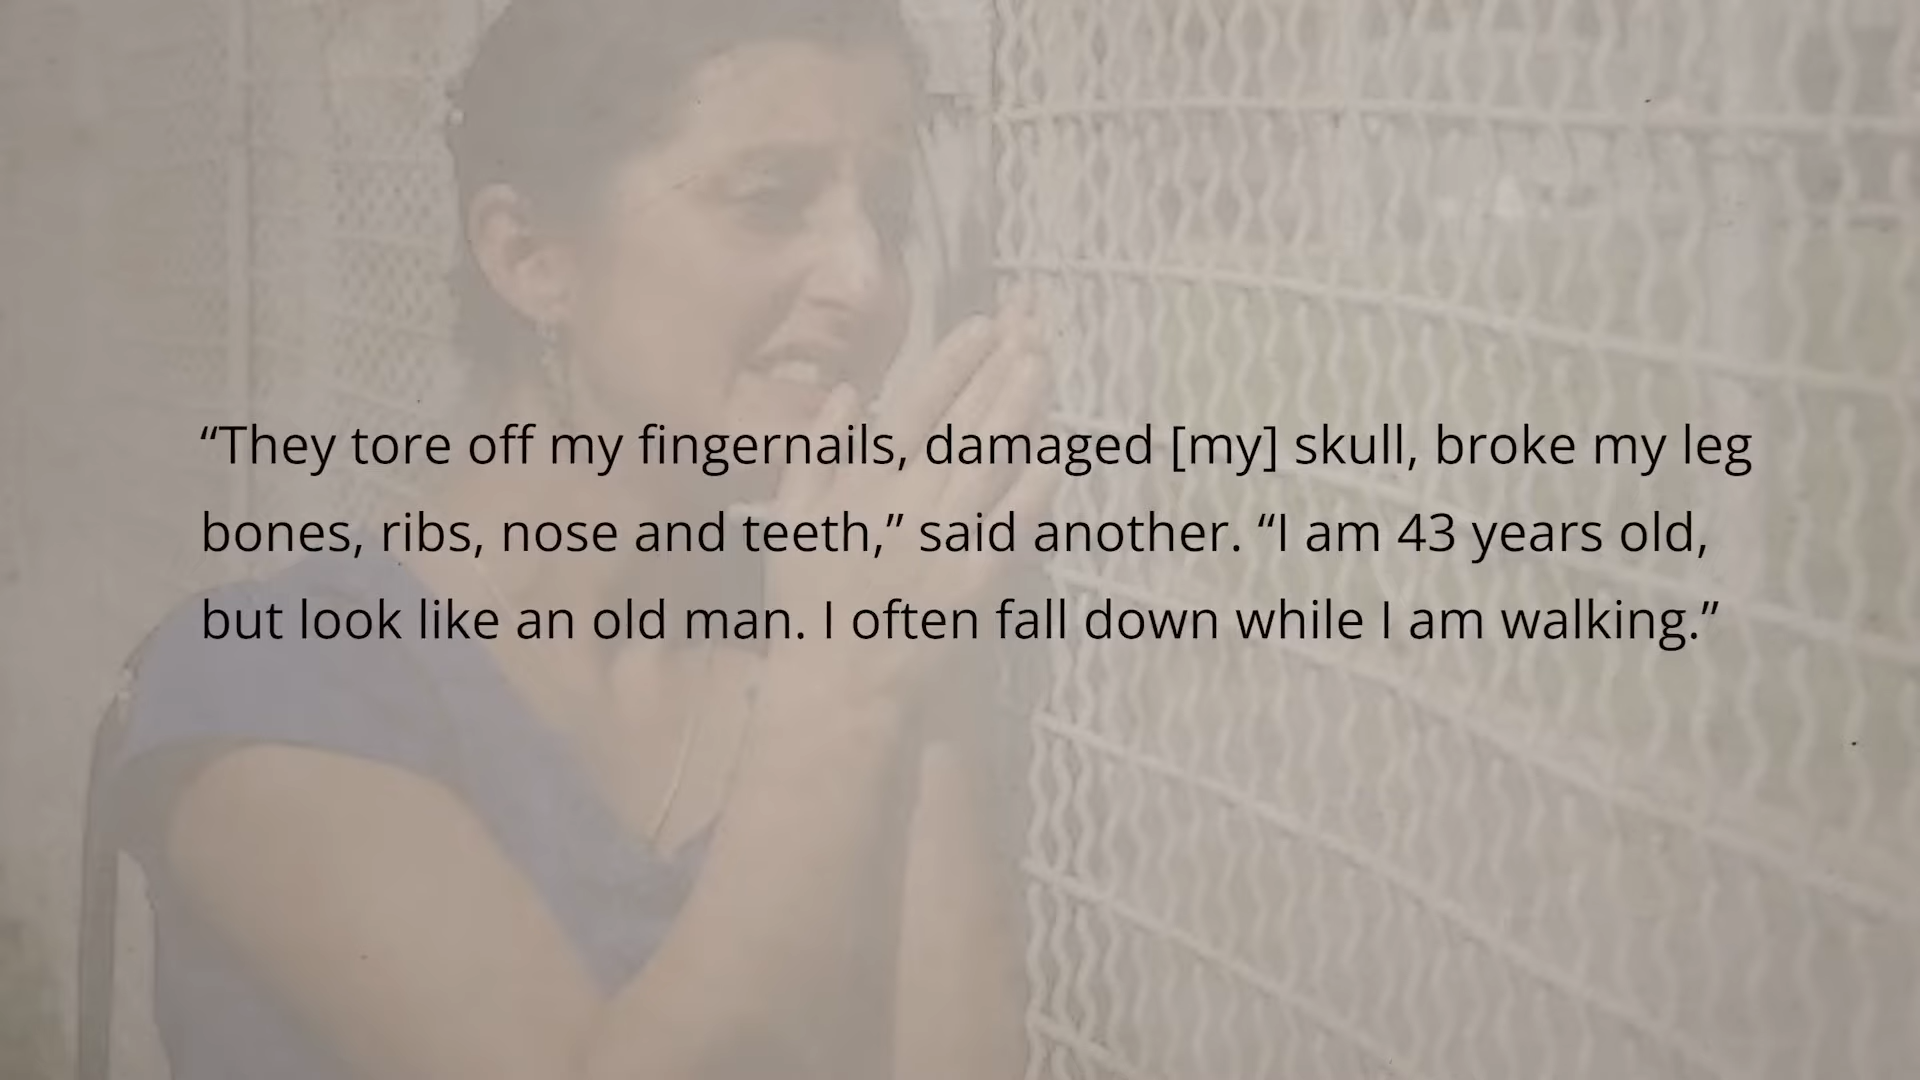 “They tore off my fingernails, damaged [my] skull, broke my leg
bones, ribs, nose and teeth,” said another. “I am 43 years old,
but look like an old man. I often fall down while I am walking.”